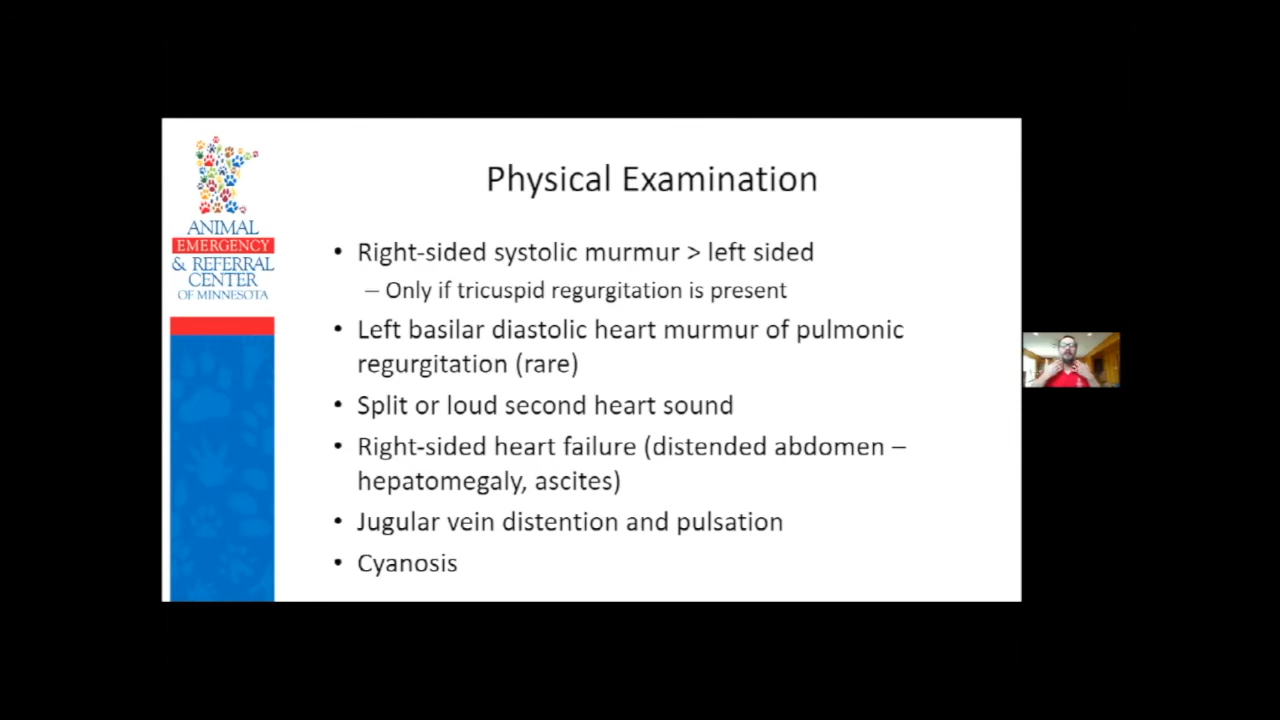 ANIMAL
EMERGENCY
& REFERRAL
CENTER
OF MINNESOTA
Physical Examination
• Right-sided systolic murmur > left sided
– Only if tricuspid regurgitation is present
• Left basilar diastolic heart murmur of pulmonic
regurgitation (rare)
• Split or loud second heart sound
• Right-sided heart failure (distended abdomen –
hepatomegaly, ascites)
• Jugular vein distention and pulsation
• Cyanosis